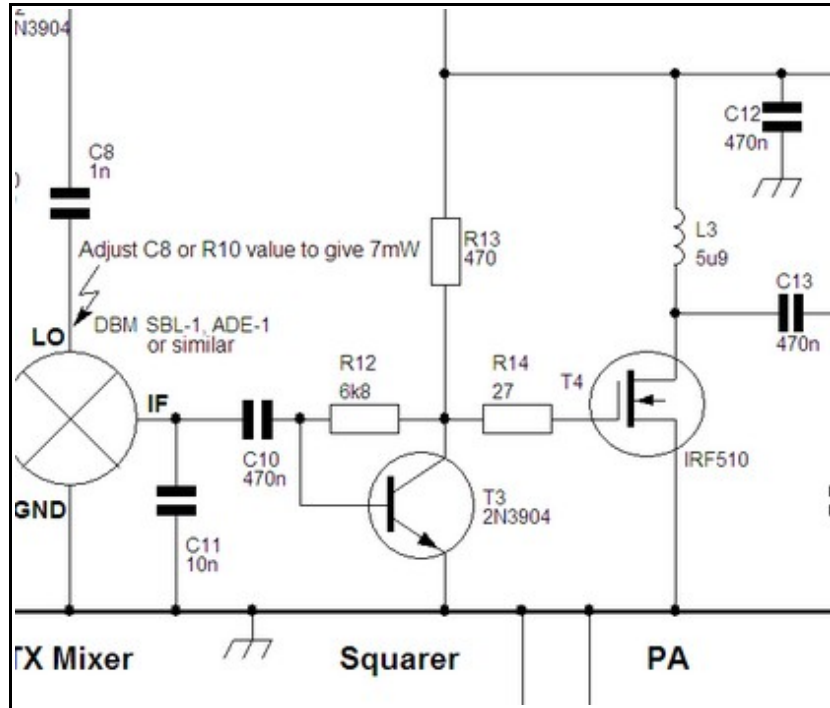 2N3904
C8
1n
Adjust C8 or R10 value to give 7mW
DBM SBL-1, ADE-1
or similar
LO
IF
GND
C10
470n
C11
10n
R12
6k8
R13
470
R14
27
T3
2N3904
T4
IRF510
L3
5u9
C12
470n
C13
470n
TX Mixer
Squarer
PA